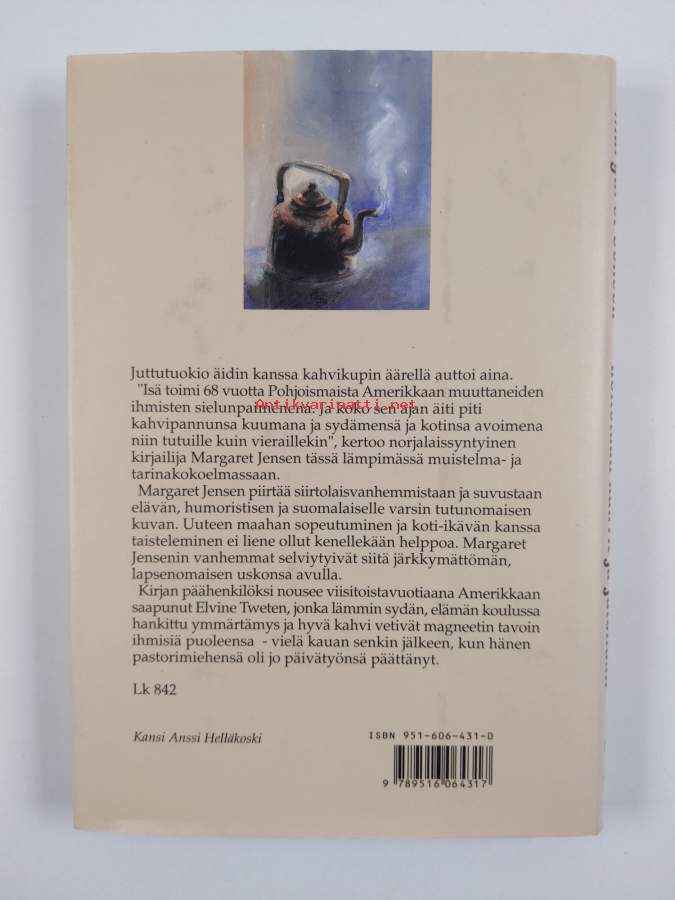 Juttutuokio äidin kanssa kahvikupin äärellä auttoi aina.
"Isä toimi 68 vuotta Pohjoismaista Amerikkaan muuttaneiden
ihmisten sielunpaimenena. Ja koko sen ajan äiti piti
Antikvariaatti.net
kahvipannunsa kuumana ja sydämensä ja kotinsa avoimena
niin tutuille kuin vieraillekin", kertoo norjalaissyntyinen
kirjailija Margaret Jensen tässä lämpimässä muistelma- ja
tarinakokoelmassaan.
Margaret Jensen piirtää siirtolaisvanhemmistaan ja suvustaan
elävän, humoristisen ja suomalaiselle varsin tutunomaisen
kuvan. Uuteen maahan sopeutuminen ja koti-ikävän kanssa
taisteleminen ei liene ollut kenellekään helppoa. Margaret
Jensenin vanhemmat selviytyivät siitä järkkymättömän,
lapsenomaisen uskonsa avulla.
Kirjan päähenkilöksi nousee viisitoistavuotiaana Amerikkaan
saapunut Elvine Tweten, jonka lämmin sydän, elämän koulussa
hankittu ymmärtämys ja hyvä kahvi vetivät magneetin tavoin
ihmisiä puoleensa - vielä kauan senkin jälkeen, kun hänen
pastorimiehensä oli jo päivätyönsä päättänyt.
Lk 842
Kansi Anssi Helläkoski
ISBN 951-606-431-0
9 789516 064317